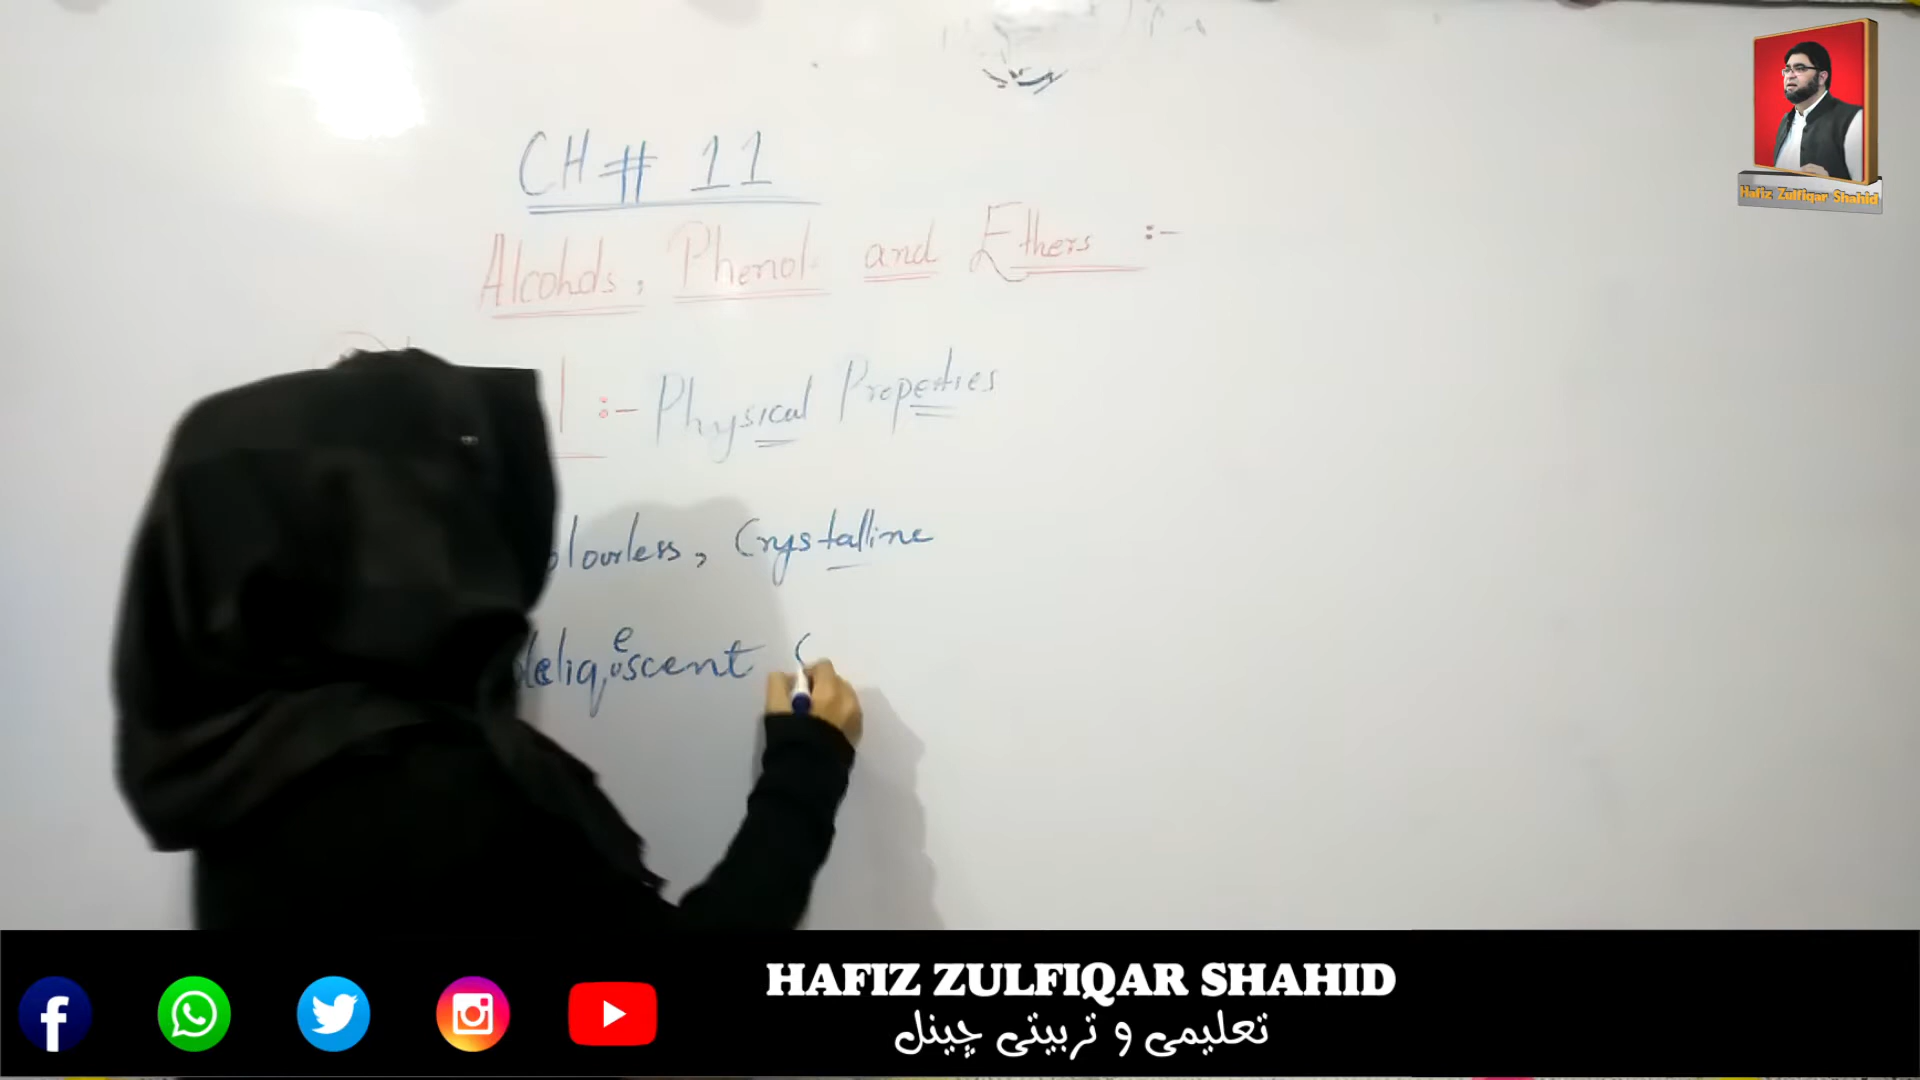 CH # 11
Alcohols, Phenol and Ethers :-
:- Physical Properties
olourless, Crystalline
deliquescent (
Hafiz Zulfiqar Shahid
HAFIZ ZULFIQAR SHAHID
تعلیمی و تربیتی چینل